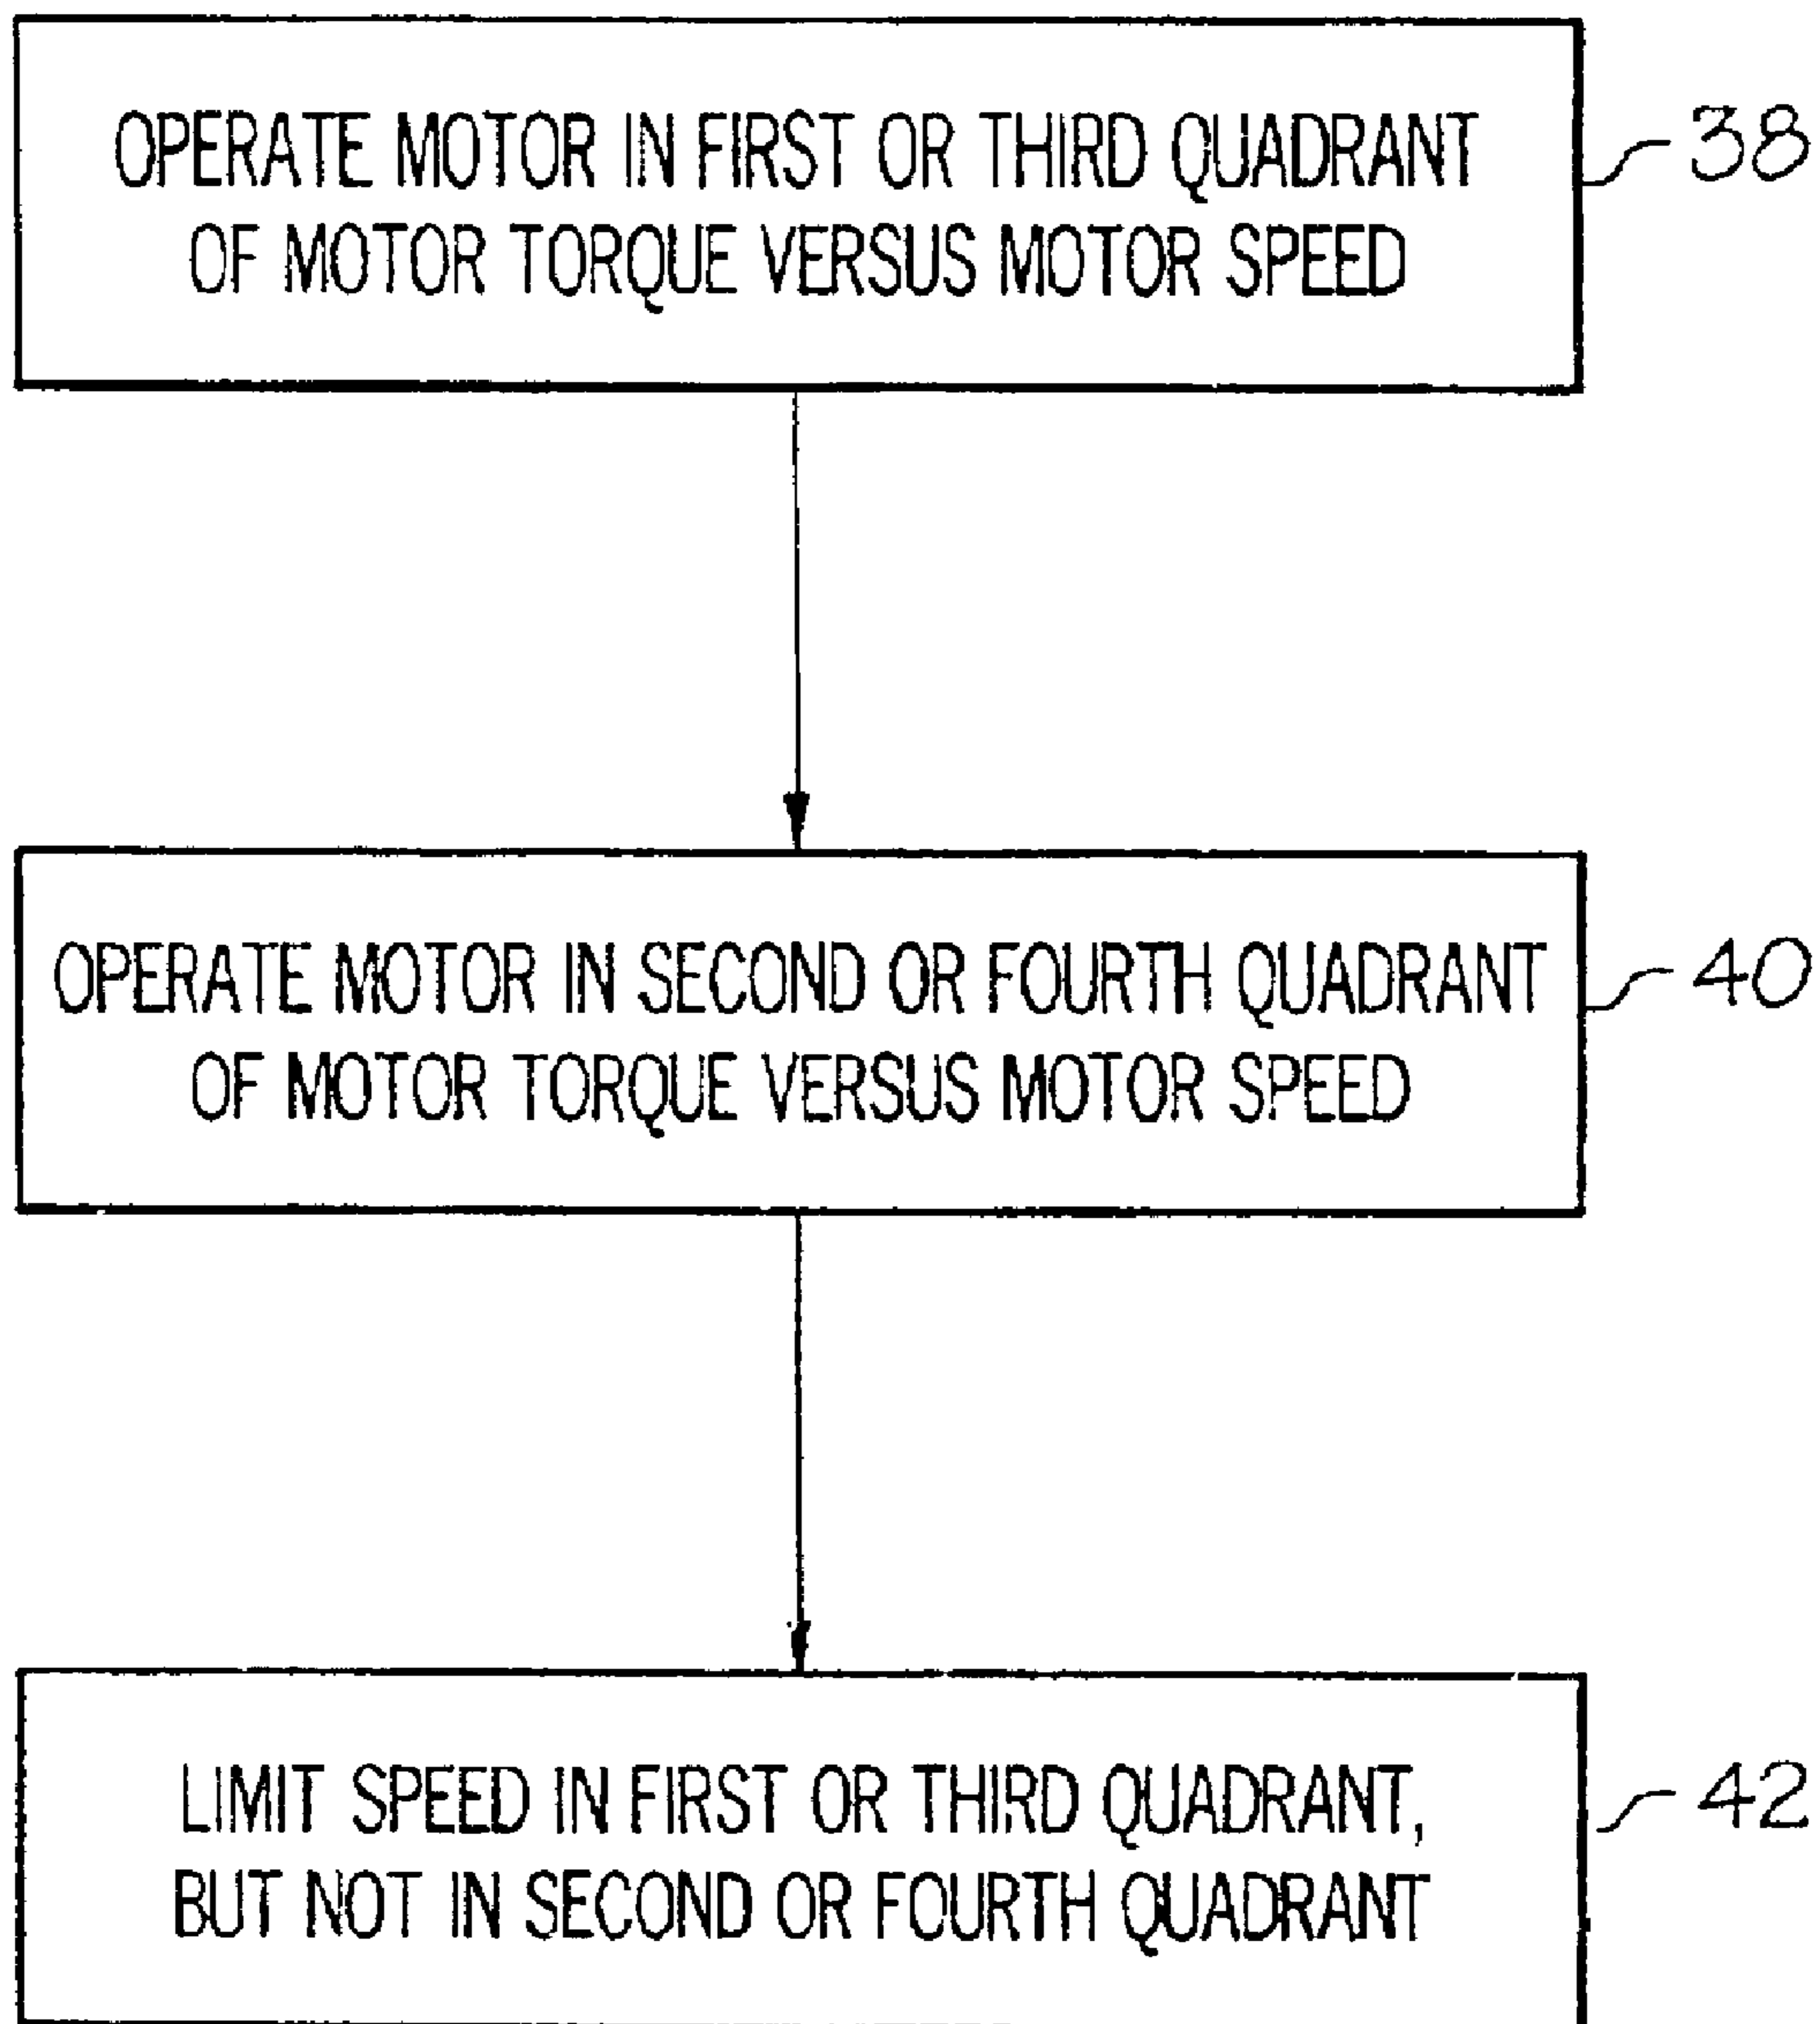 OPERATE MOTOR IN FIRST OR THIRD QUADRANT
OF MOTOR TORQUE VERSUS MOTOR SPEED
38
OPERATE MOTOR IN SECOND OR FOURTH QUADRANT
OF MOTOR TORQUE VERSUS MOTOR SPEED
40
LIMIT SPEED IN FIRST OR THIRD QUADRANT,
BUT NOT IN SECOND OR FOURTH QUADRANT
42